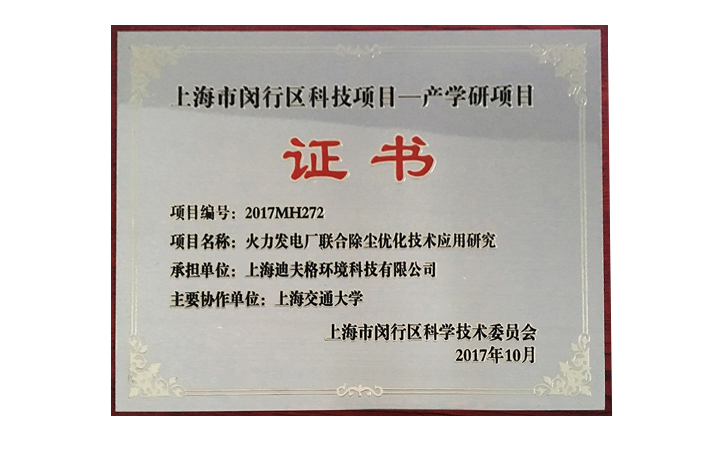 上海市闵行区科技项目—产学研项目
证书
项目编号：2017MH272
项目名称：火力发电厂联合除尘优化技术应用研究
承担单位：上海迪夫格环境科技有限公司
主要协作单位：上海交通大学
上海市闵行区科学技术委员会
2017年10月